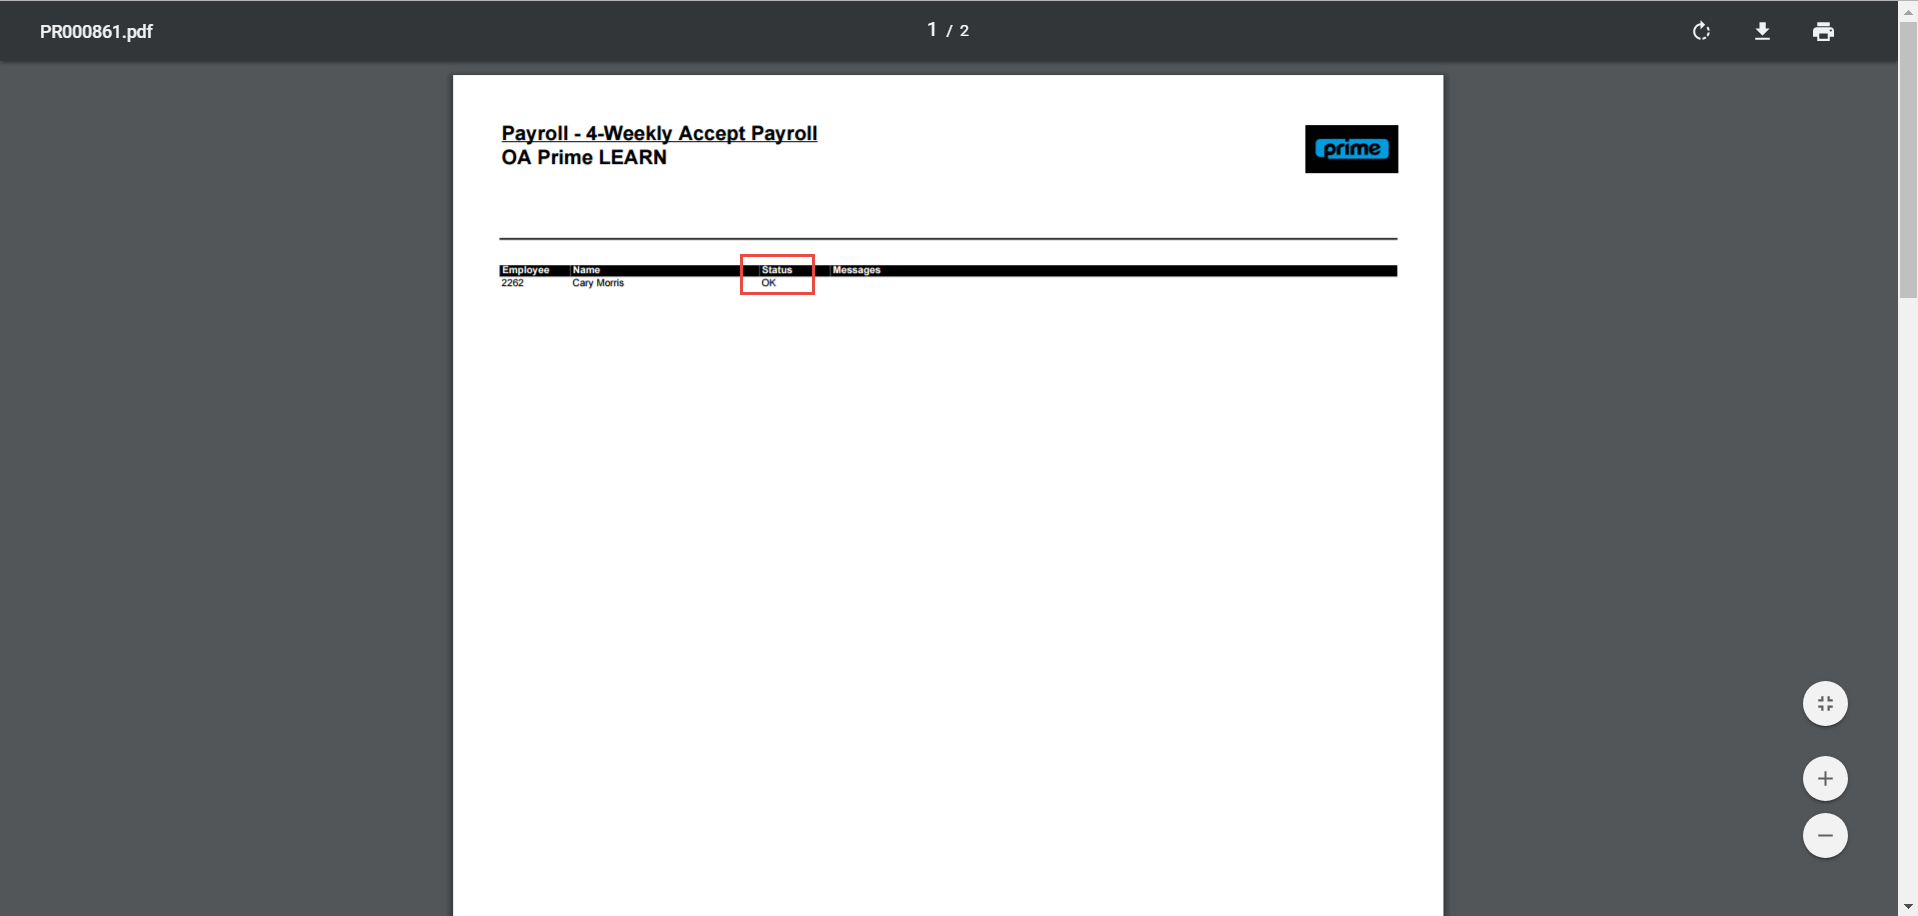 PR000861.pdf
1 / 2
Payroll - 4-Weekly Accept Payroll
OA Prime LEARN
prime
Employee Name Status Messages
2262 Cary Morris OK